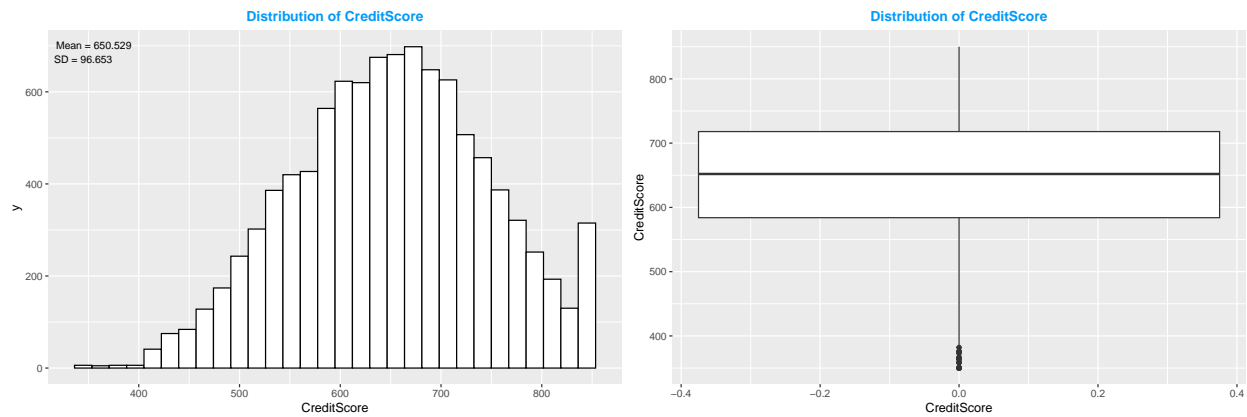 Distribution of CreditScore
Mean = 650.529
SD = 96.653
y
600
400
200
0
400
500
600
700
800
CreditScore
Distribution of CreditScore
CreditScore
800
700
600
500
400
−0.4
−0.2
0.0
0.2
0.4
CreditScore